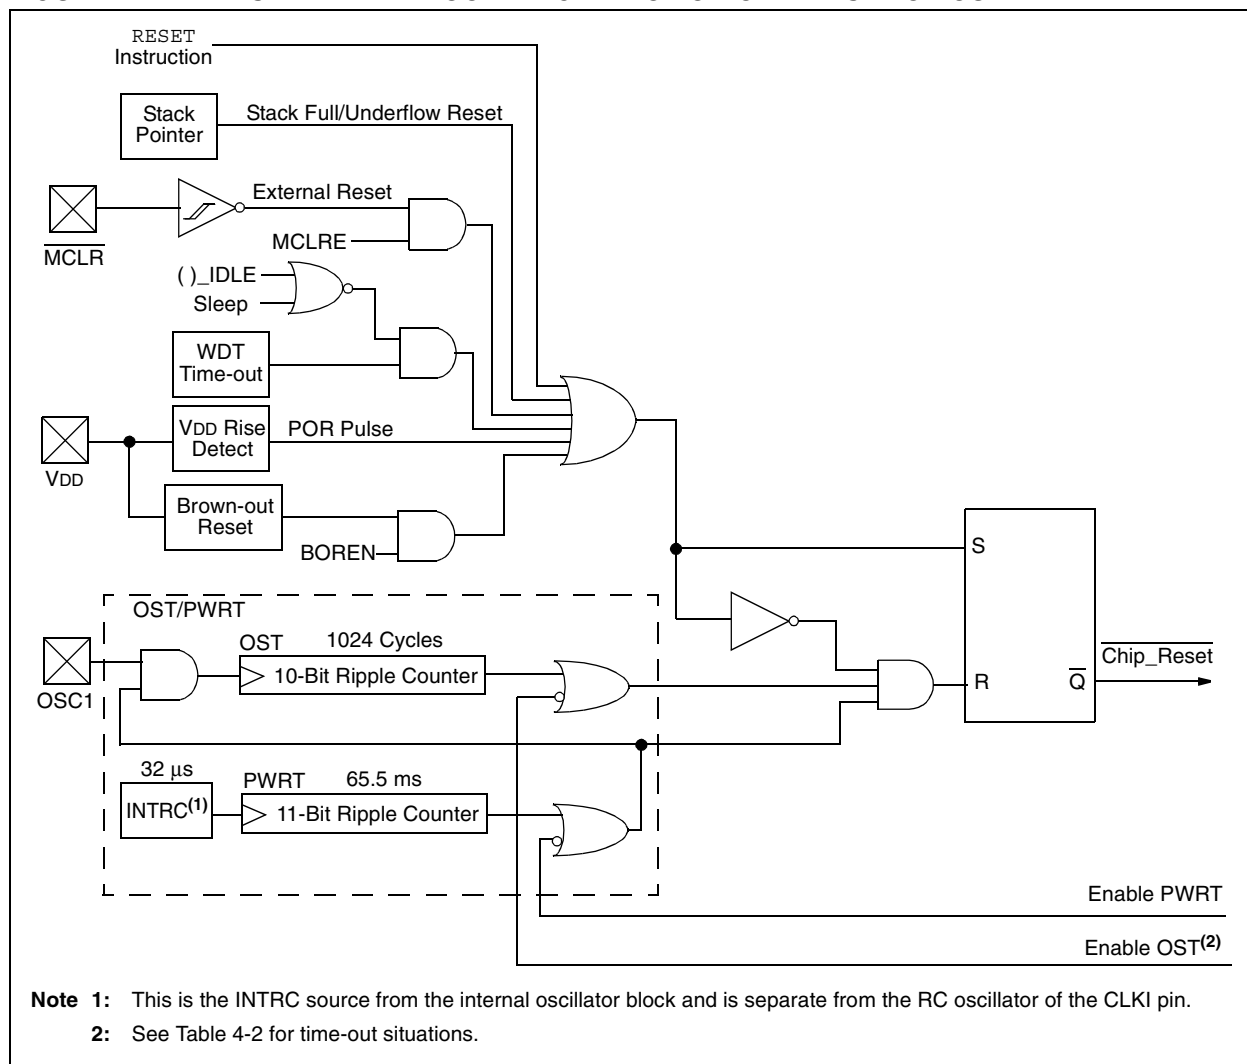 RESET
Instruction
Stack
Pointer
Stack Full/Underflow Reset
External Reset
MCLR
MCLRE
( )_IDLE
Sleep
WDT
Time-out
VDD Rise
Detect
POR Pulse
VDD
Brown-out
Reset
BOREN
S
OST/PWRT
OST
1024 Cycles
10-Bit Ripple Counter
OSC1
R
Q
Chip_Reset
32 μs
PWRT
65.5 ms
INTRC(1)
11-Bit Ripple Counter
Enable PWRT
Enable OST(2)
Note 1: This is the INTRC source from the internal oscillator block and is separate from the RC oscillator of the CLKI pin.
2: See Table 4-2 for time-out situations.